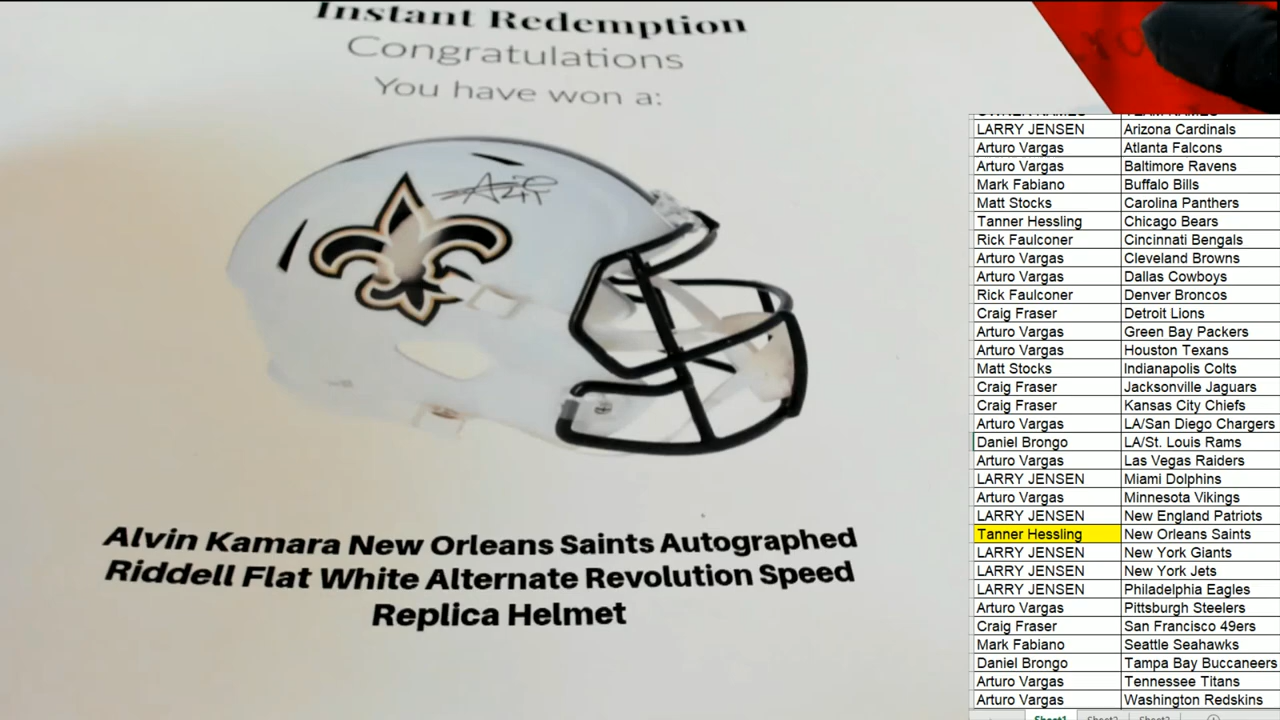 Instant Redemption
Congratulations
You have won a:
Alvin Kamara New Orleans Saints Autographed
Riddell Flat White Alternate Revolution Speed
Replica Helmet
OWNER NAMES TEAM NAMES
LARRY JENSEN Arizona Cardinals
Arturo Vargas Atlanta Falcons
Arturo Vargas Baltimore Ravens
Mark Fabiano Buffalo Bills
Matt Stocks Carolina Panthers
Tanner Hessling Chicago Bears
Rick Faulconer Cincinnati Bengals
Arturo Vargas Cleveland Browns
Arturo Vargas Dallas Cowboys
Rick Faulconer Denver Broncos
Craig Fraser Detroit Lions
Arturo Vargas Green Bay Packers
Arturo Vargas Houston Texans
Matt Stocks Indianapolis Colts
Craig Fraser Jacksonville Jaguars
Craig Fraser Kansas City Chiefs
Arturo Vargas LA/San Diego Chargers
Daniel Brongo LA/St. Louis Rams
Arturo Vargas Las Vegas Raiders
LARRY JENSEN Miami Dolphins
Arturo Vargas Minnesota Vikings
LARRY JENSEN New England Patriots
Tanner Hessling New Orleans Saints
LARRY JENSEN New York Giants
LARRY JENSEN New York Jets
LARRY JENSEN Philadelphia Eagles
Arturo Vargas Pittsburgh Steelers
Craig Fraser San Francisco 49ers
Mark Fabiano Seattle Seahawks
Daniel Brongo Tampa Bay Buccaneers
Arturo Vargas Tennessee Titans
Arturo Vargas Washington Redskins
Sheet1 Sheet2 Sheet3